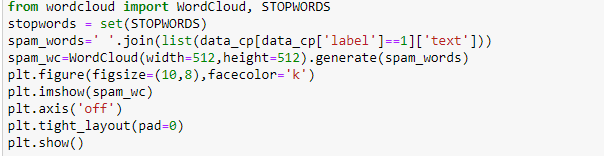 from wordcloud import WordCloud, STOPWORDS
stopwords = set(STOPWORDS)
spam_words=' '.join(list(data_cp[data_cp['label']==1]['text']))
spam_wc=WordCloud(width=512,height=512).generate(spam_words)
plt.figure(figsize=(10,8),facecolor='k')
plt.imshow(spam_wc)
plt.axis('off')
plt.tight_layout(pad=0)
plt.show()